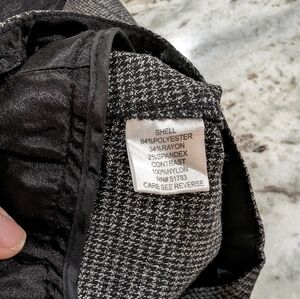 SHELL
64%POLYESTER
34%RAYON
2%SPANDEX
CONTRAST
100%NYLON
RN# 51783
CARE SEE REVERSE